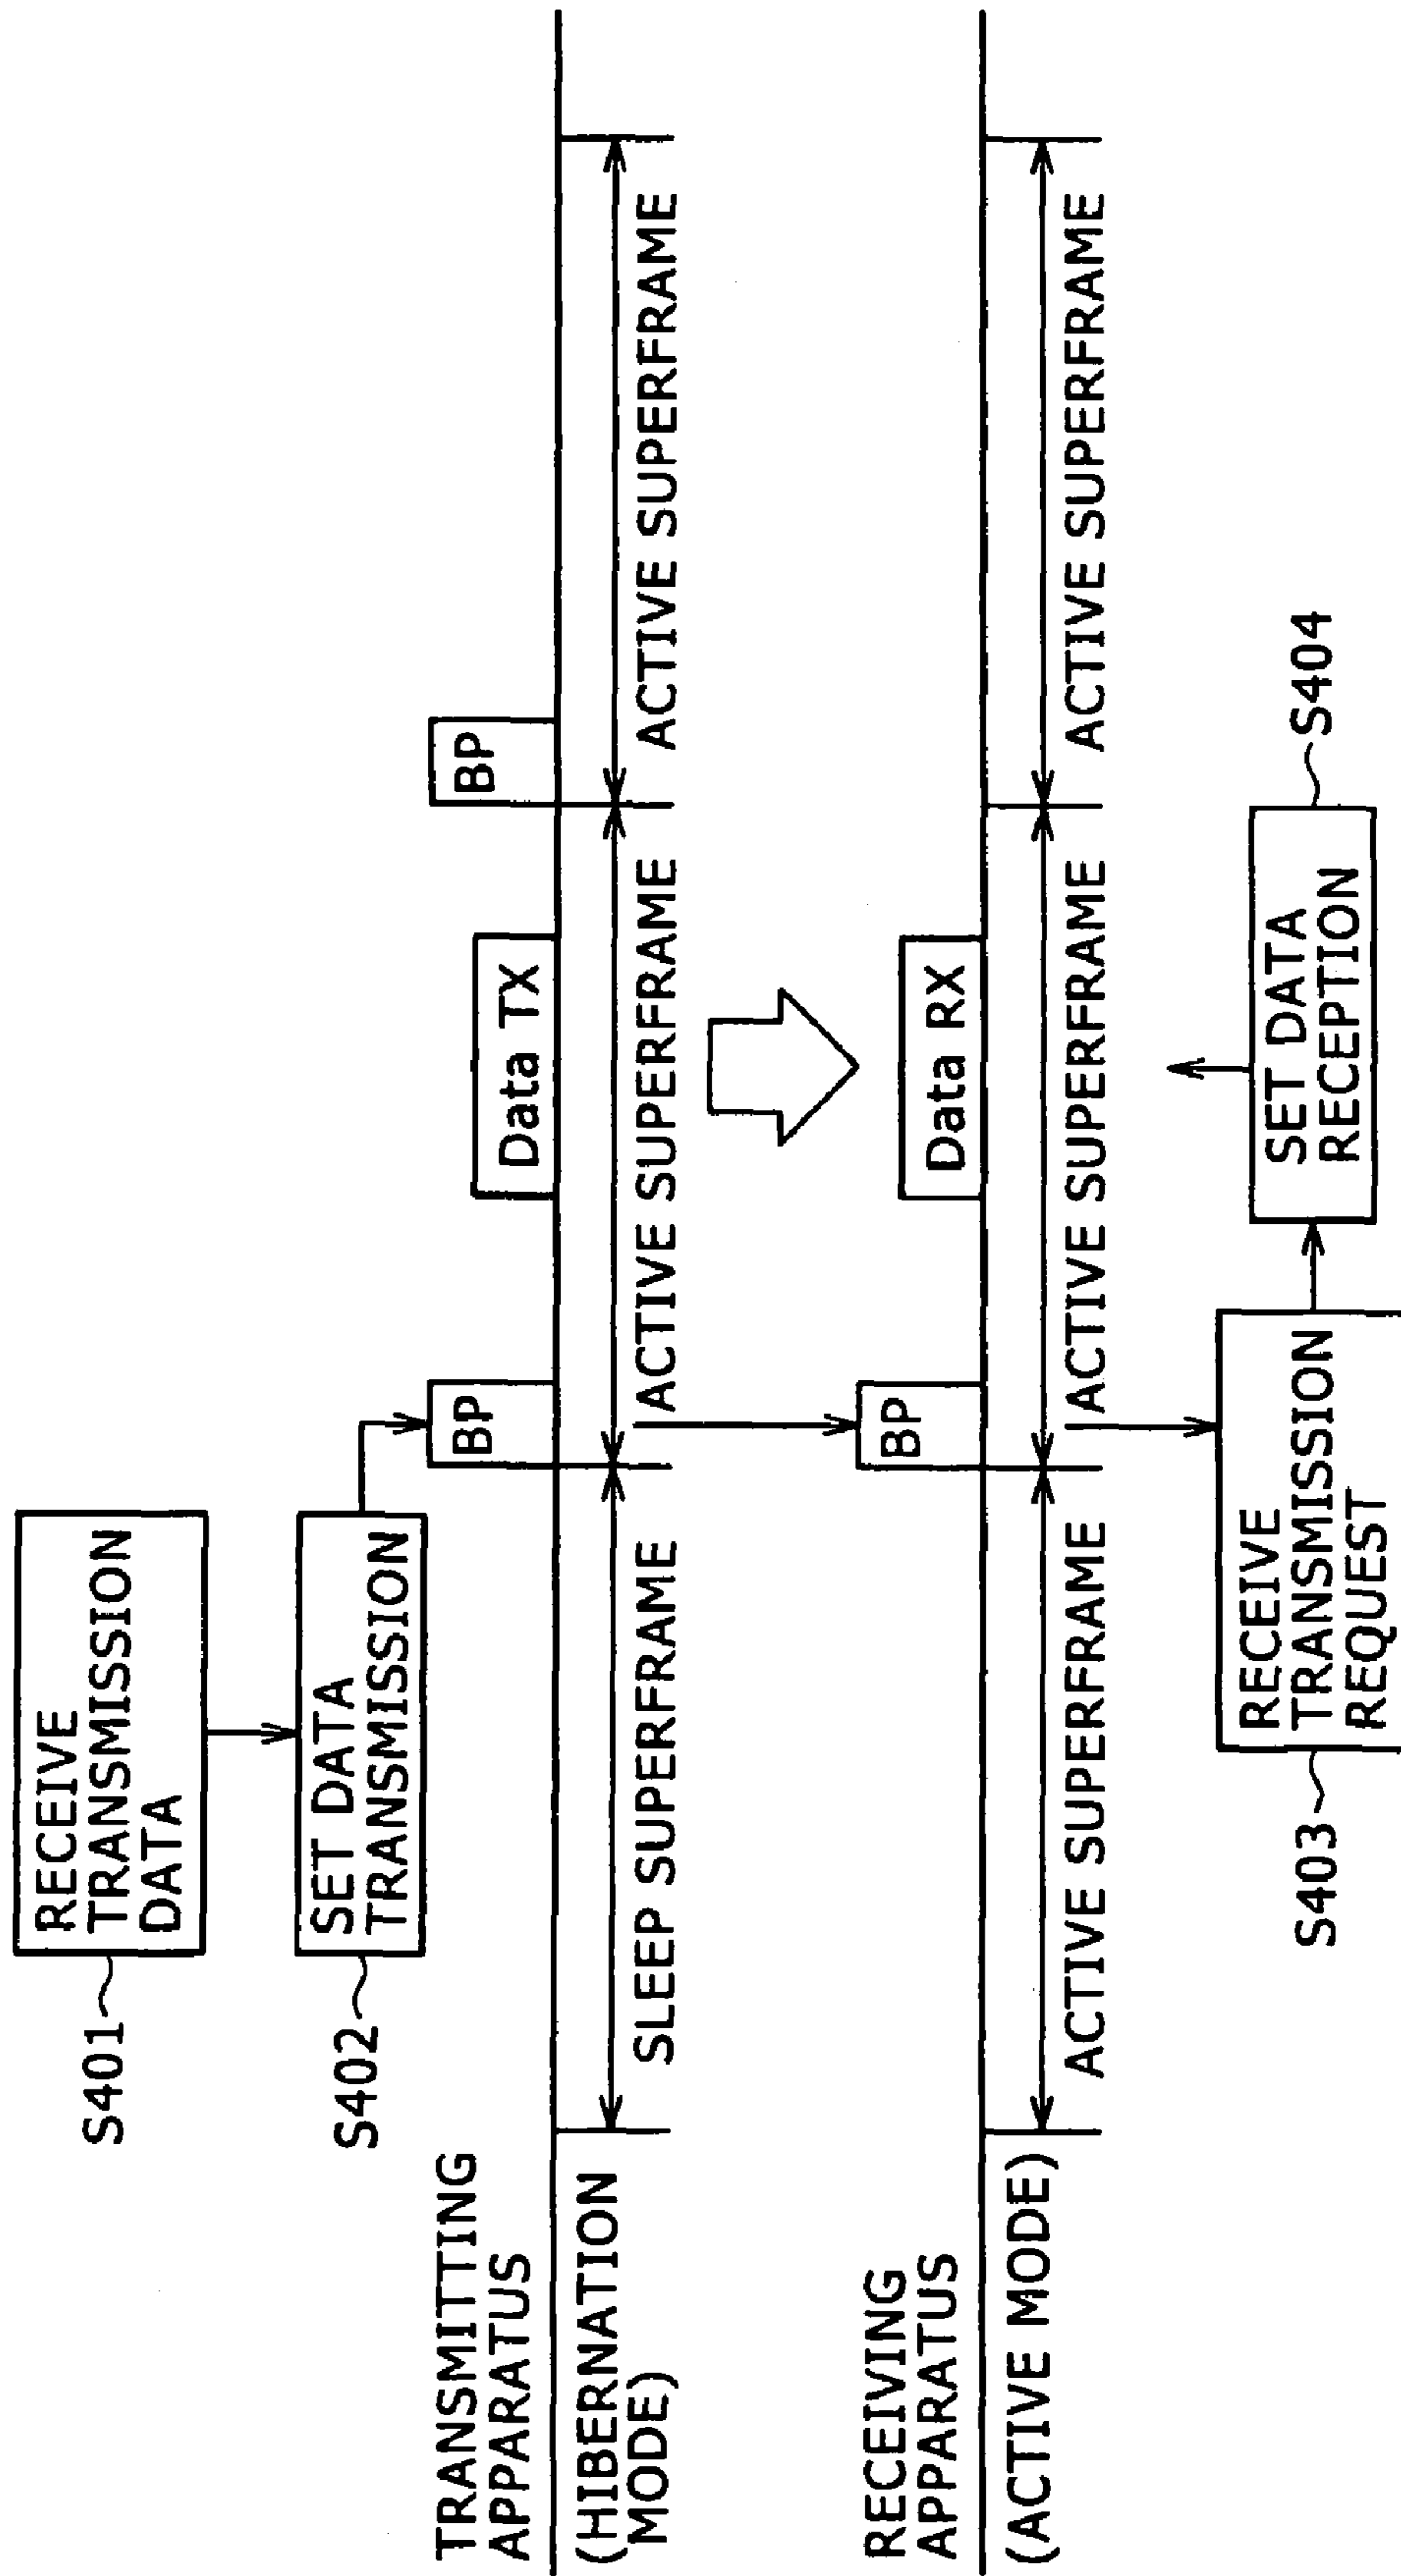 S401
RECEIVE
TRANSMISSION
DATA
S402
SET DATA
TRANSMISSION
TRANSMITTING
APPARATUS
BP
Data TX
BP
(HIBERNATION
MODE)
SLEEP SUPERFRAME
ACTIVE SUPERFRAME
ACTIVE SUPERFRAME
RECEIVING
APPARATUS
BP
Data RX
(ACTIVE MODE)
ACTIVE SUPERFRAME
ACTIVE SUPERFRAME
ACTIVE SUPERFRAME
S403
RECEIVE
TRANSMISSION
REQUEST
SET DATA
RECEPTION
S404